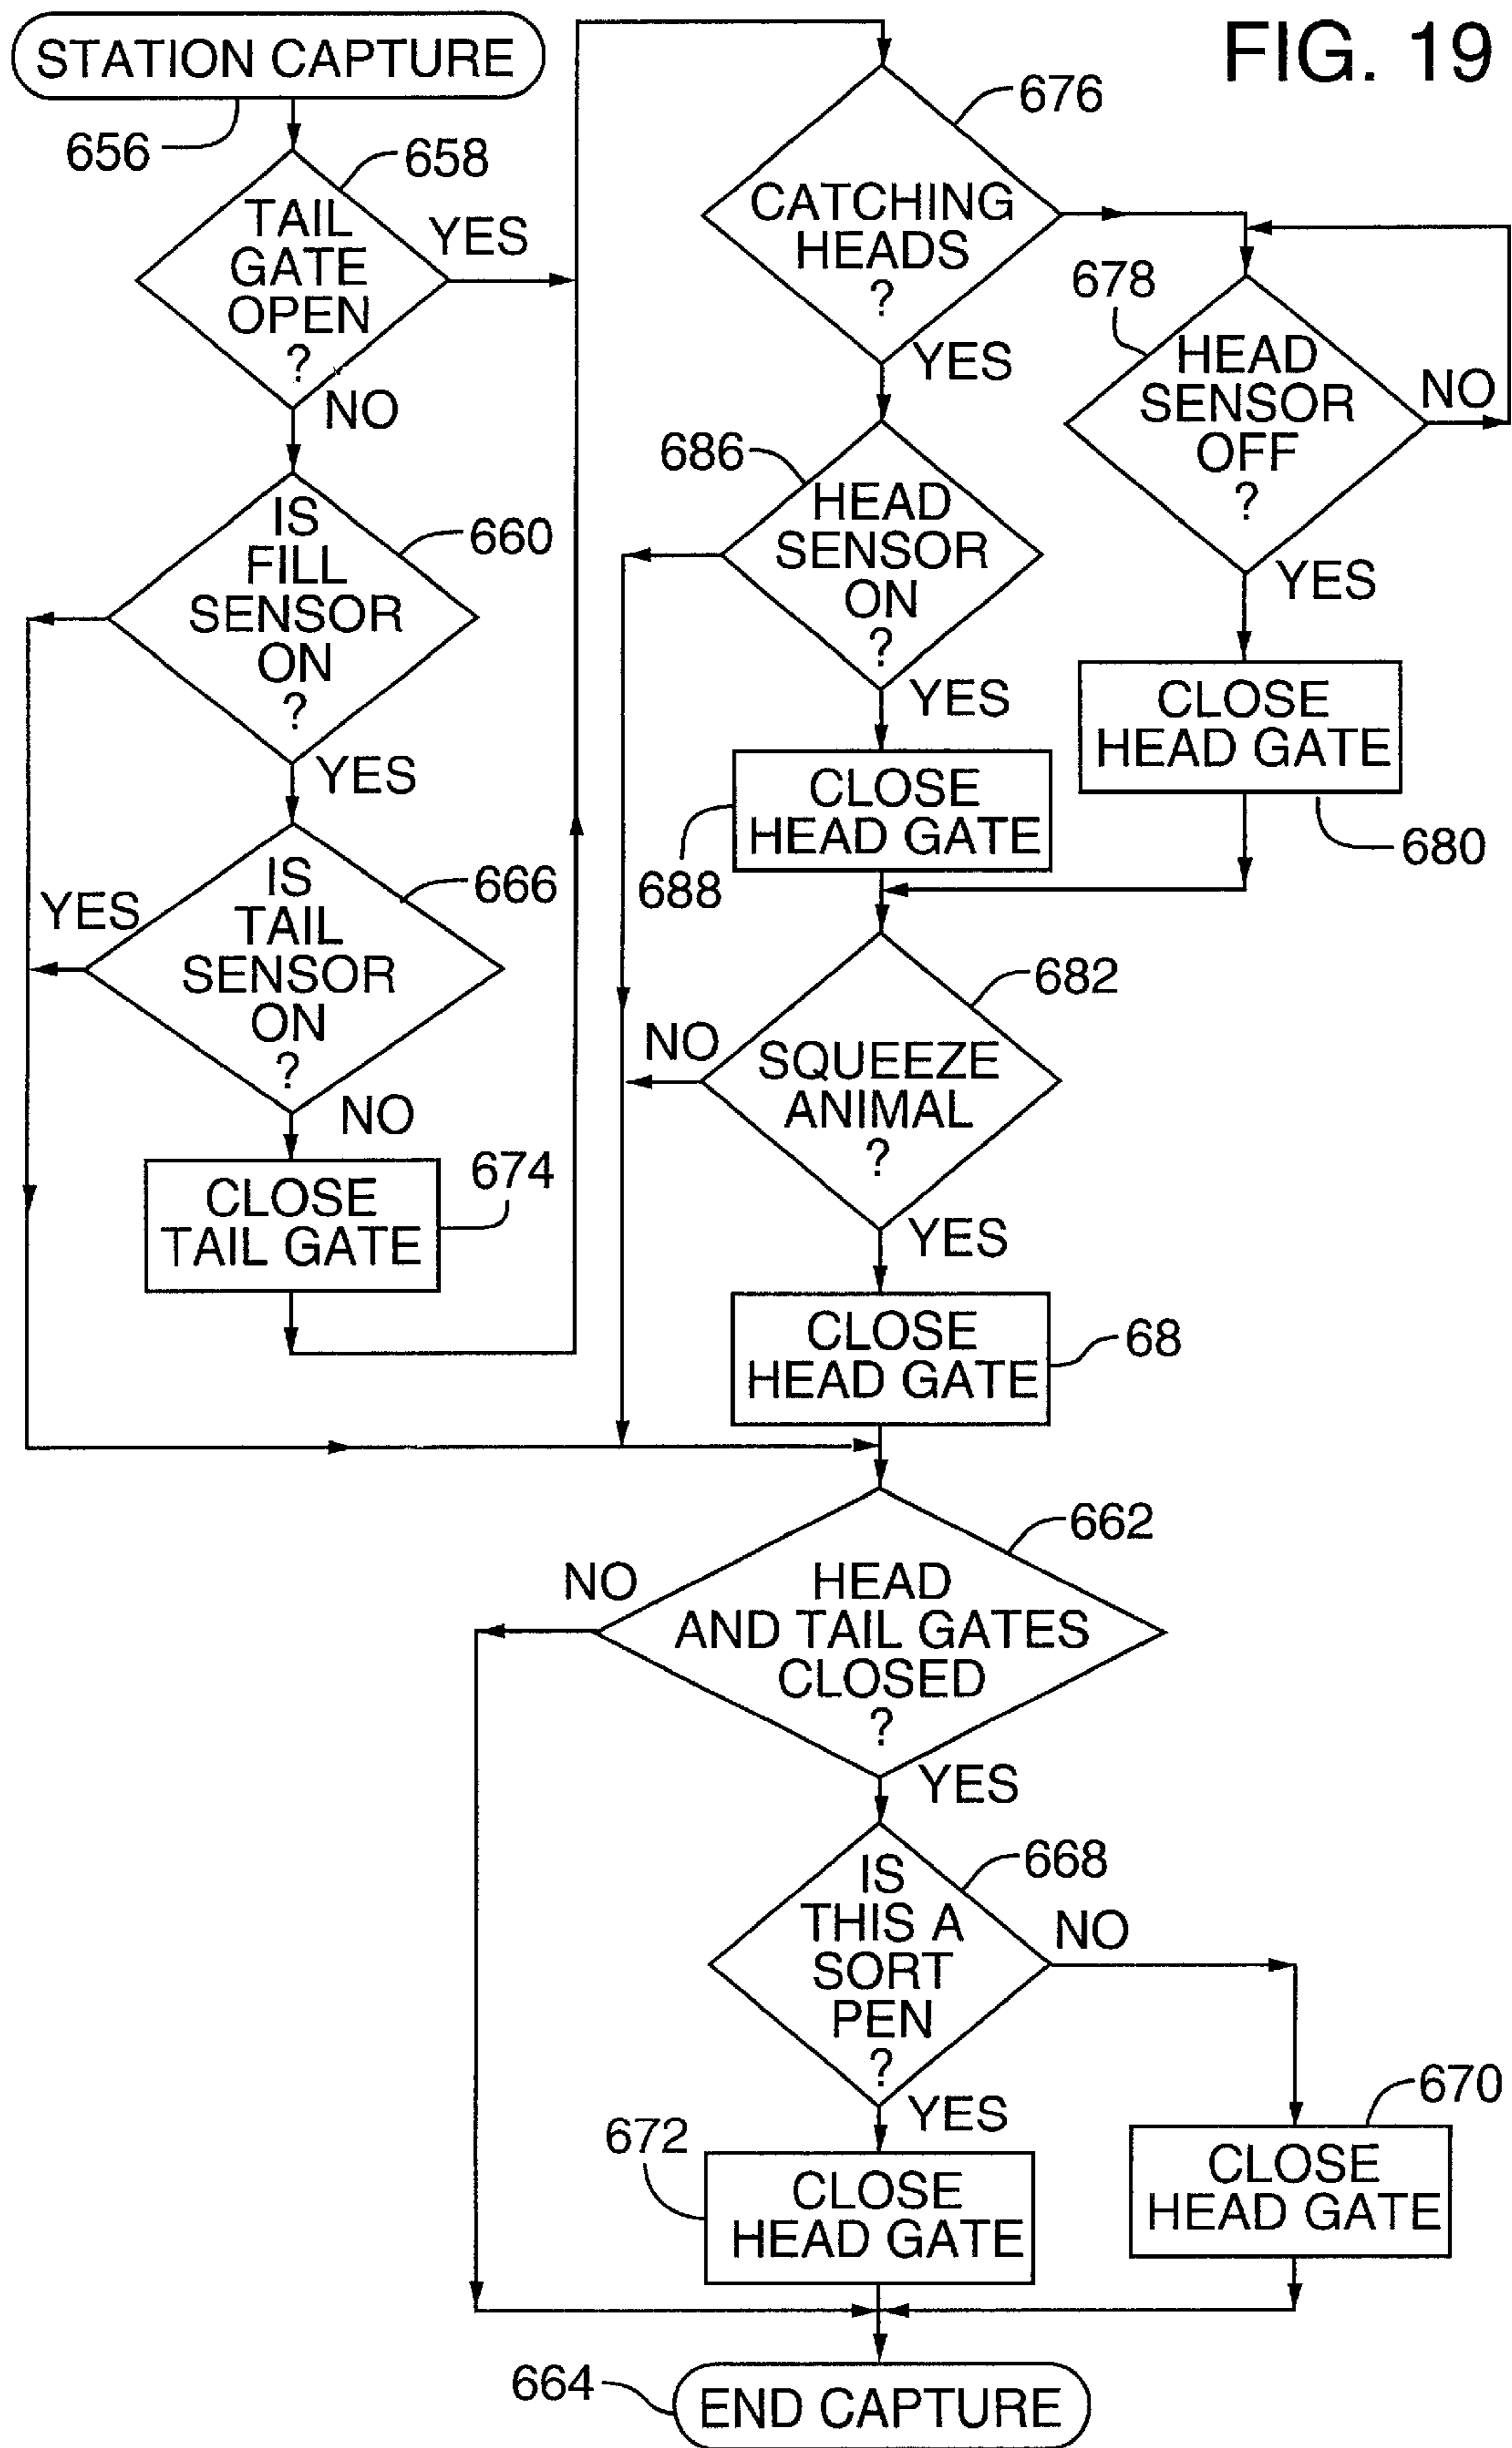 FIG. 19
STATION CAPTURE
656
658
TAIL
GATE
OPEN
?
YES
NO
IS
FILL
SENSOR
ON
?
660
YES
IS
TAIL
SENSOR
ON
?
666
YES
NO
CLOSE
TAIL GATE
674
676
CATCHING
HEADS
?
YES
678
HEAD
SENSOR
OFF
?
NO
YES
CLOSE
HEAD GATE
680
686
HEAD
SENSOR
ON
?
YES
CLOSE
HEAD GATE
688
682
NO
SQUEEZE
ANIMAL
?
YES
CLOSE
HEAD GATE
68
662
NO
HEAD
AND TAIL GATES
CLOSED
?
YES
668
IS
THIS A
SORT
PEN
?
NO
YES
670
CLOSE
HEAD GATE
672
CLOSE
HEAD GATE
664
END CAPTURE